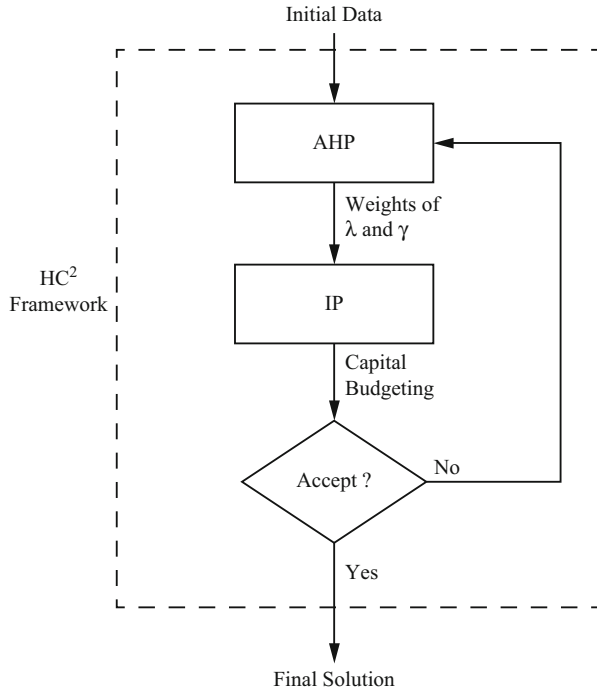 Initial Data
AHP
Weights of
λ and γ
HC²
Framework
IP
Capital
Budgeting
Accept ?
No
Yes
Final Solution